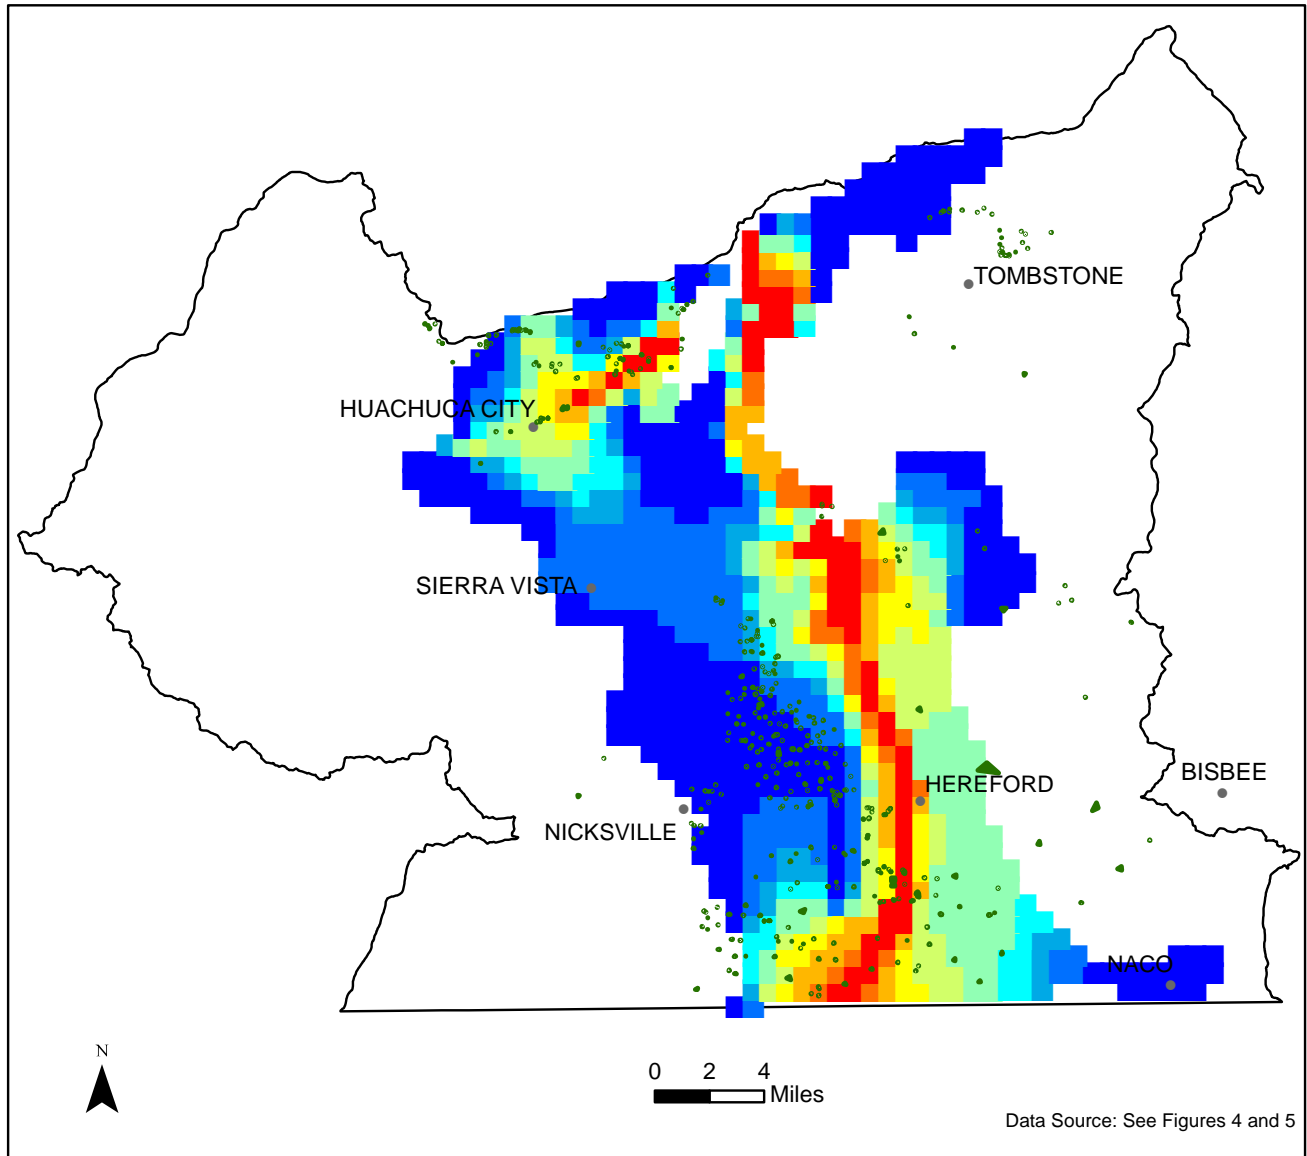 TOMBSTONE
HUACHUCA CITY
SIERRA VISTA
BISBEE
HEREFORD
NICKSVILLE
NACO
N
0 2 4
Miles
Data Source: See Figures 4 and 5